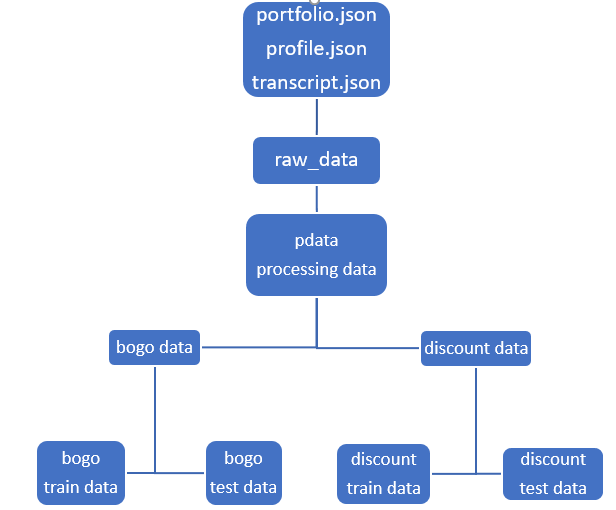 portfolio.json
profile.json
transcript.json
raw_data
pdata
processing data
bogo data
discount data
bogo
train data
bogo
test data
discount
train data
discount
test data